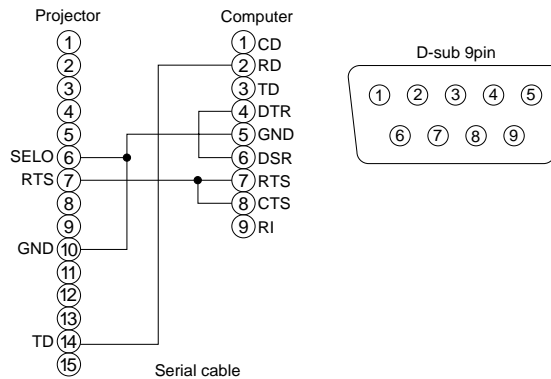 Projector Computer
1 1 CD
2 2 RD
3 3 TD
4 4 DTR
5 5 GND
SELO 6 6 DSR
RTS 7 7 RTS
8 8 CTS
9 9 RI
GND 10
11
12
13
TD 14
15
Serial cable
D-sub 9pin
1 2 3 4 5
6 7 8 9